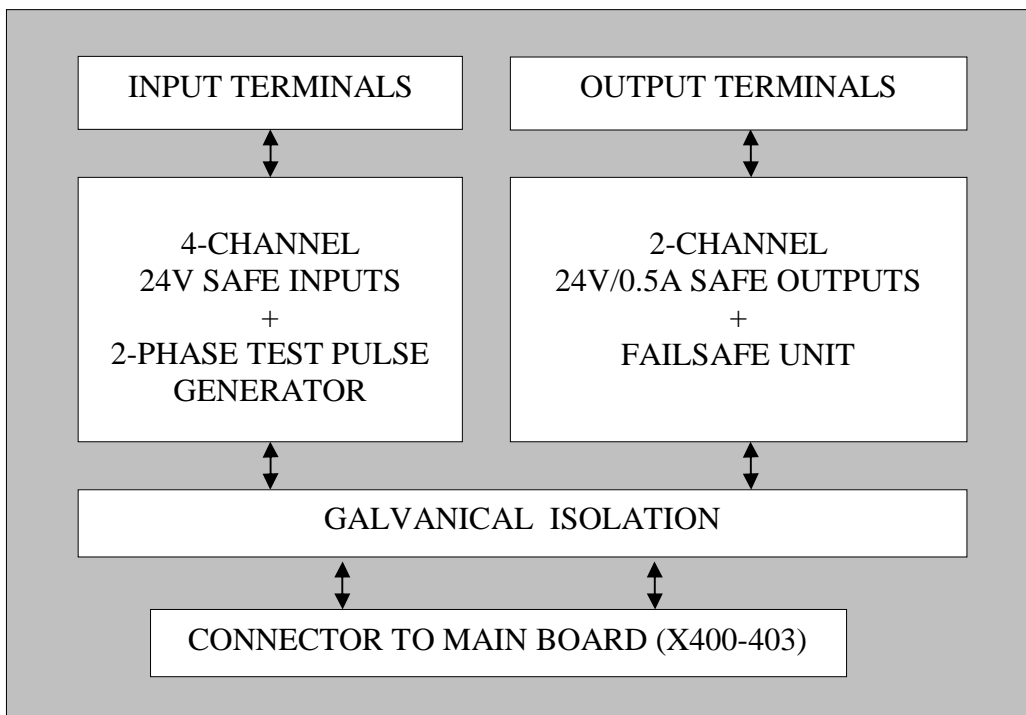 INPUT TERMINALS
OUTPUT TERMINALS
4-CHANNEL
24V SAFE INPUTS
+
2-PHASE TEST PULSE
GENERATOR
2-CHANNEL
24V/0.5A SAFE OUTPUTS
+
FAILSAFE UNIT
GALVANICAL ISOLATION
CONNECTOR TO MAIN BOARD (X400-403)